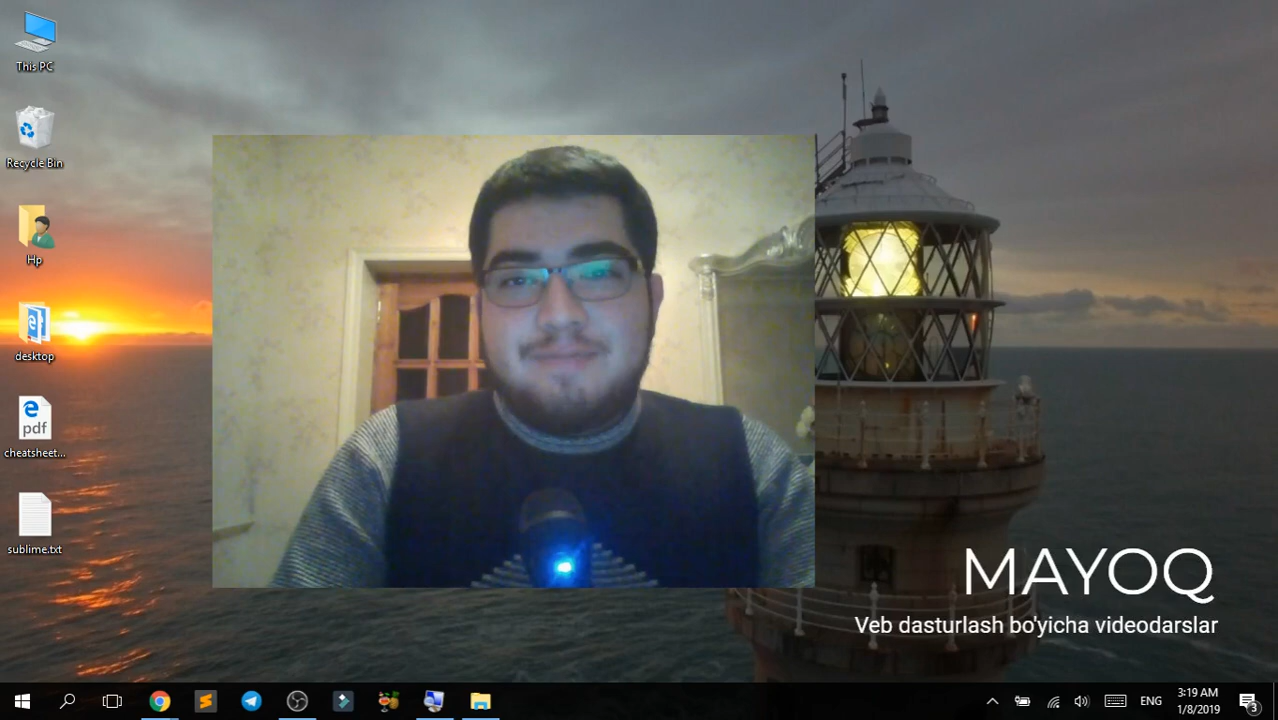 This PC
Recycle Bin
Hp
desktop
pdf
cheatsheet...
sublime.txt
MAYOQ
Veb dasturlash bo'yicha videodarslar
ENG
3:19 AM
1/8/2019
3